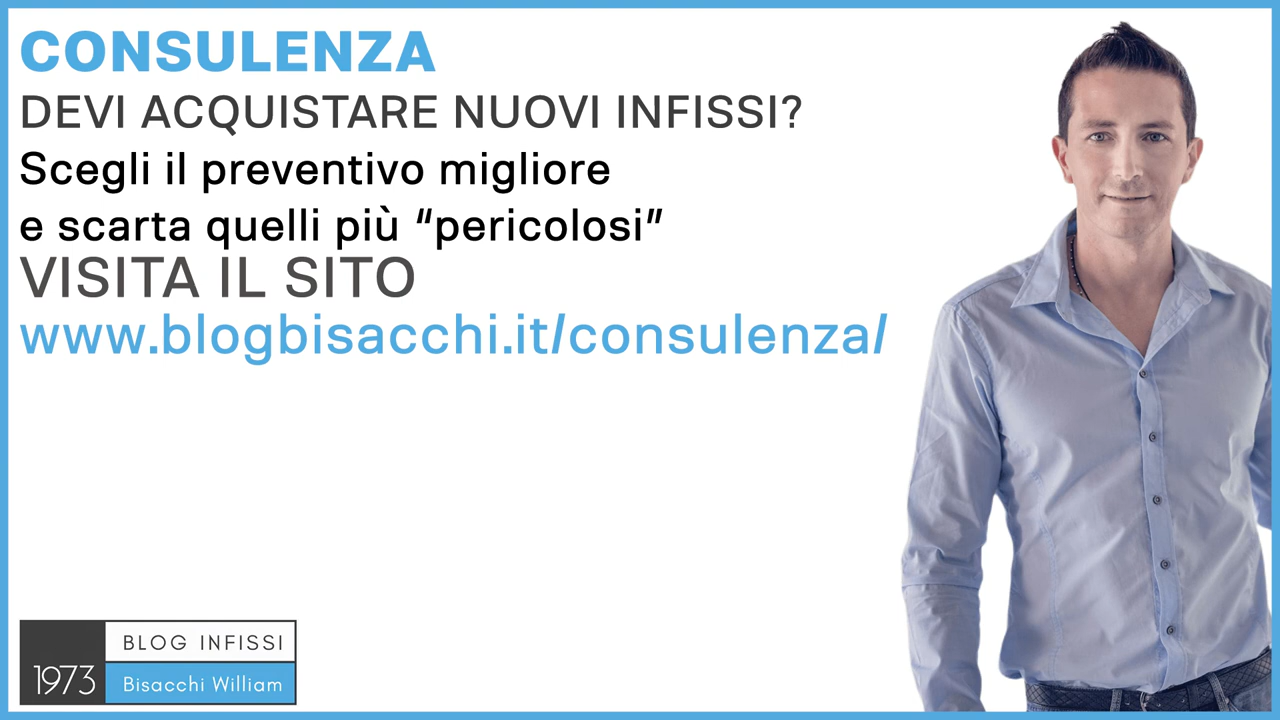 CONSULENZA
DEVI ACQUISTARE NUOVI INFISSI?
Scegli il preventivo migliore
e scarta quelli più “pericolosi”
VISITA IL SITO
www.blogbisacchi.it/consulenza/
BLOG INFISSI
1973
Bisacchi William